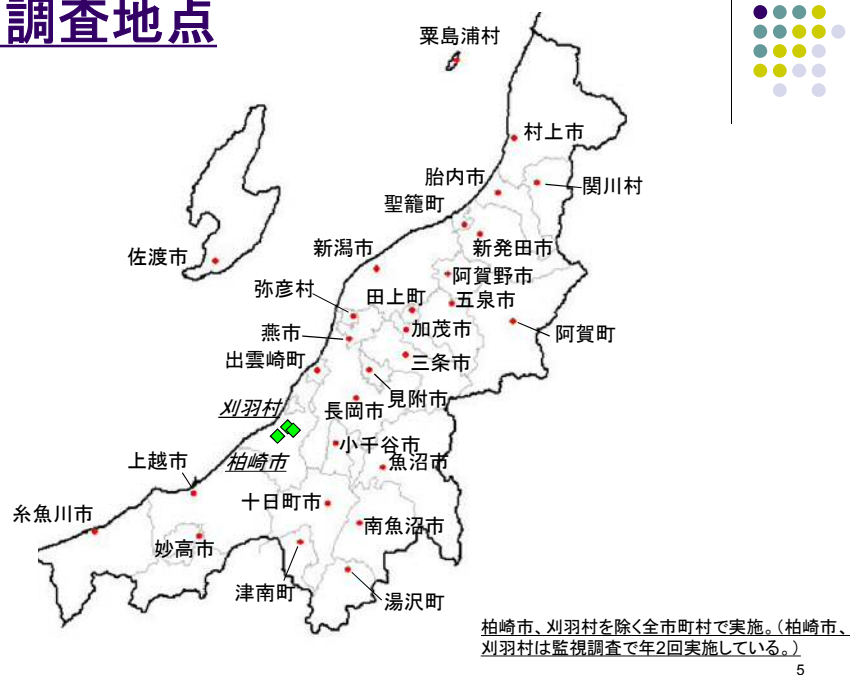 調査地点
粟島浦村
村上市
胎内市
関川村
聖籠町
新発田市
新潟市
佐渡市
阿賀野市
弥彦村
田上町
五泉市
燕市
加茂市
阿賀町
出雲崎町
三条市
見附市
刈羽村
長岡市
小千谷市
柏崎市
魚沼市
上越市
十日町市
糸魚川市
南魚沼市
妙高市
津南町
湯沢町
柏崎市、刈羽村を除く全市町村で実施。（柏崎市、
刈羽村は監視調査で年2回実施している。）
5